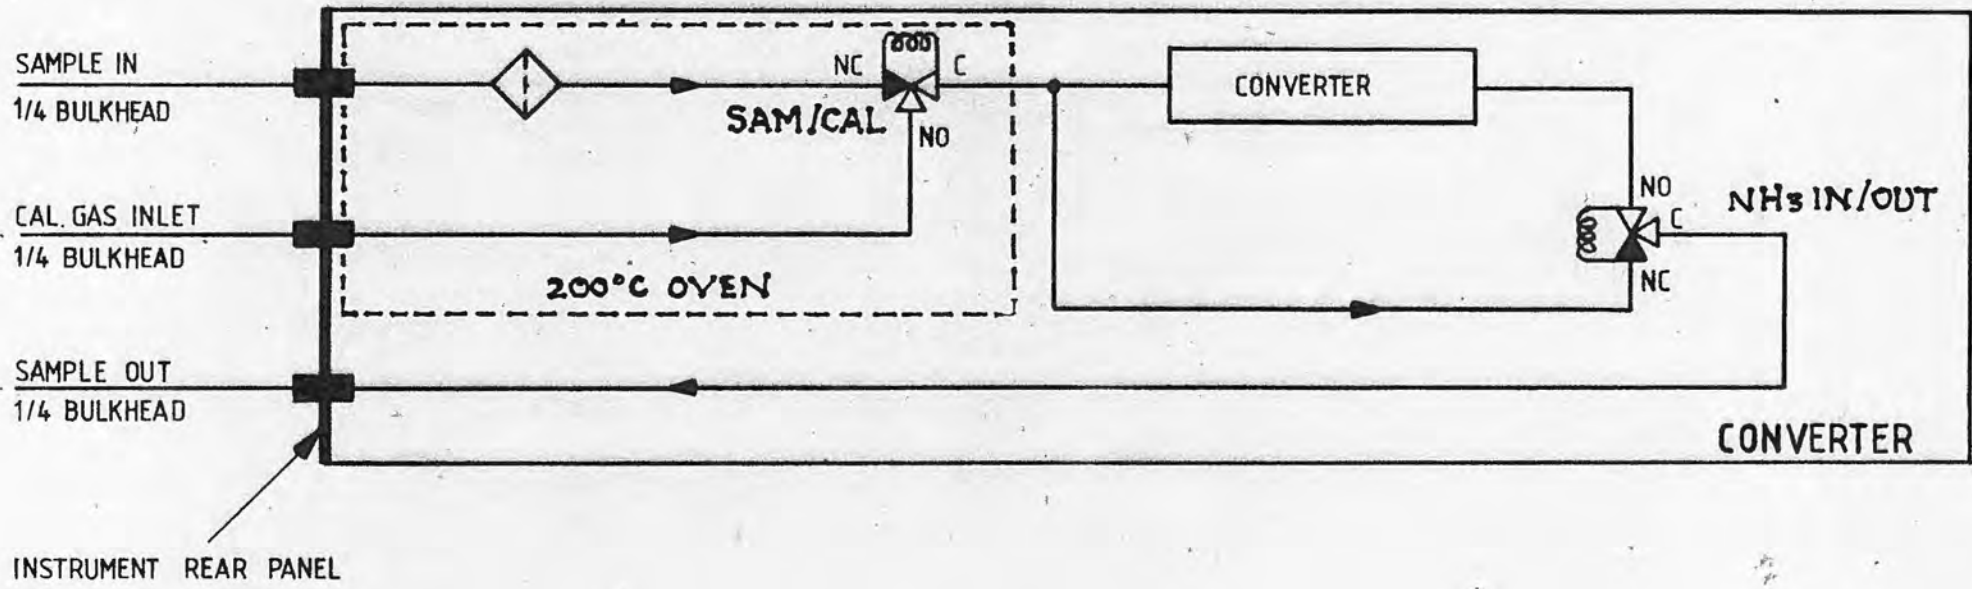 SAMPLE IN
1/4 BULKHEAD
NC
C
CONVERTER
SAM/CAL
NO
CAL. GAS INLET
1/4 BULKHEAD
200°C OVEN
NO
NH3 IN/OUT
C
NC
SAMPLE OUT
1/4 BULKHEAD
CONVERTER
INSTRUMENT REAR PANEL